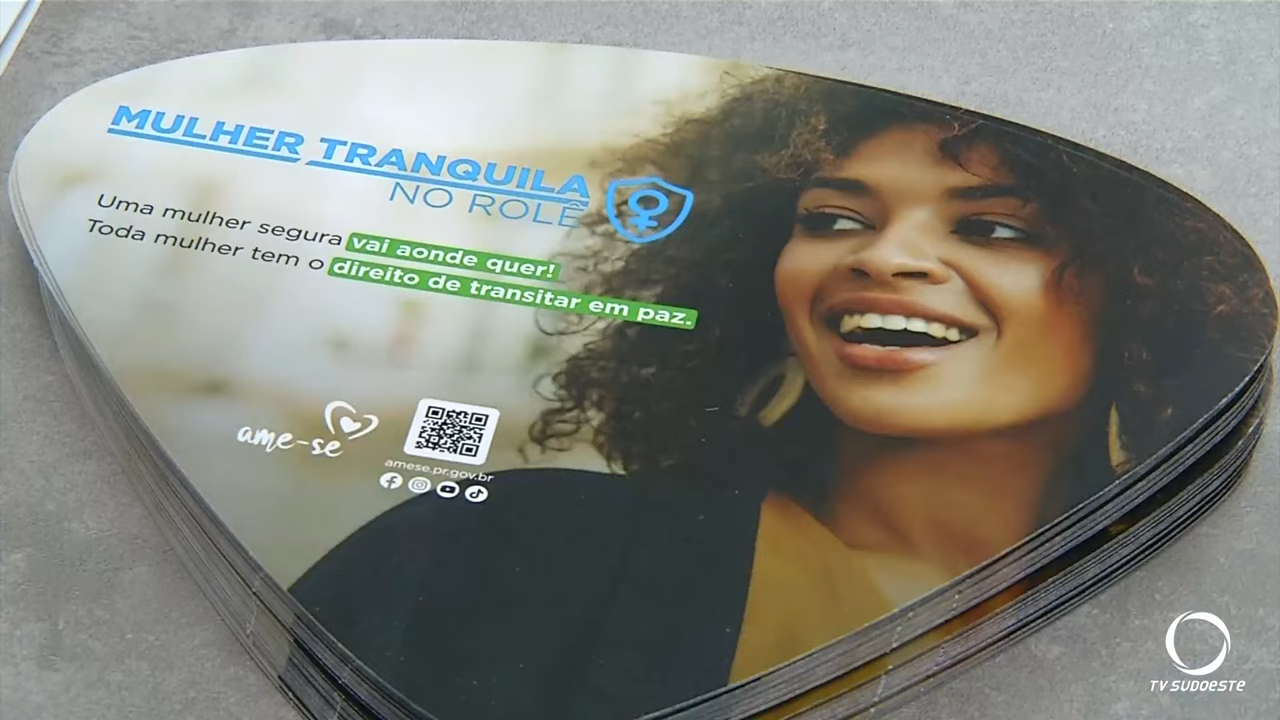 MULHER TRANQUILA
NO ROLÊ
Uma mulher segura vai aonde quer!
Toda mulher tem o direito de transitar em paz.
ame-se
amese.pr.gov.br
TV SUDOESTE